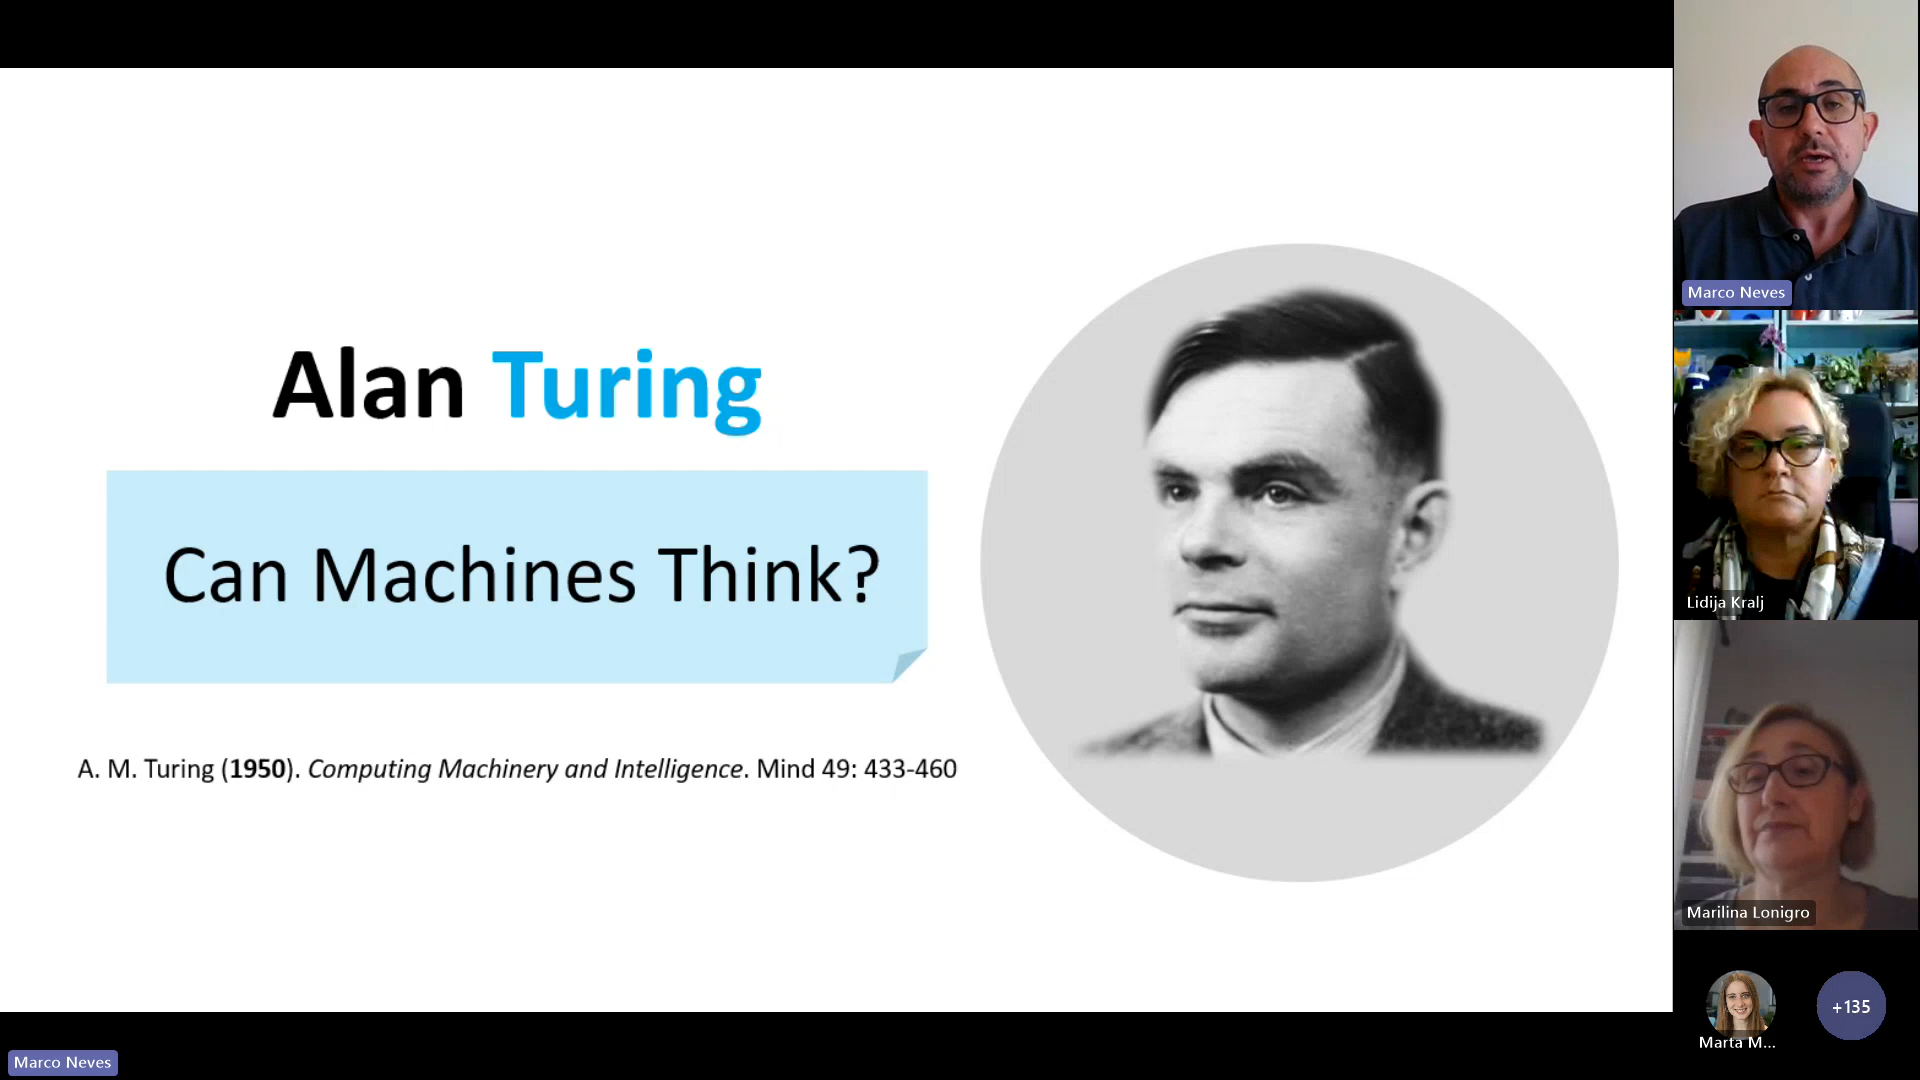 Alan Turing
Can Machines Think?
A. M. Turing (1950). Computing Machinery and Intelligence. Mind 49: 433-460
Marco Neves
Lidija Kralj
Marilina Lonigro
Marta M...
+135
Marco Neves